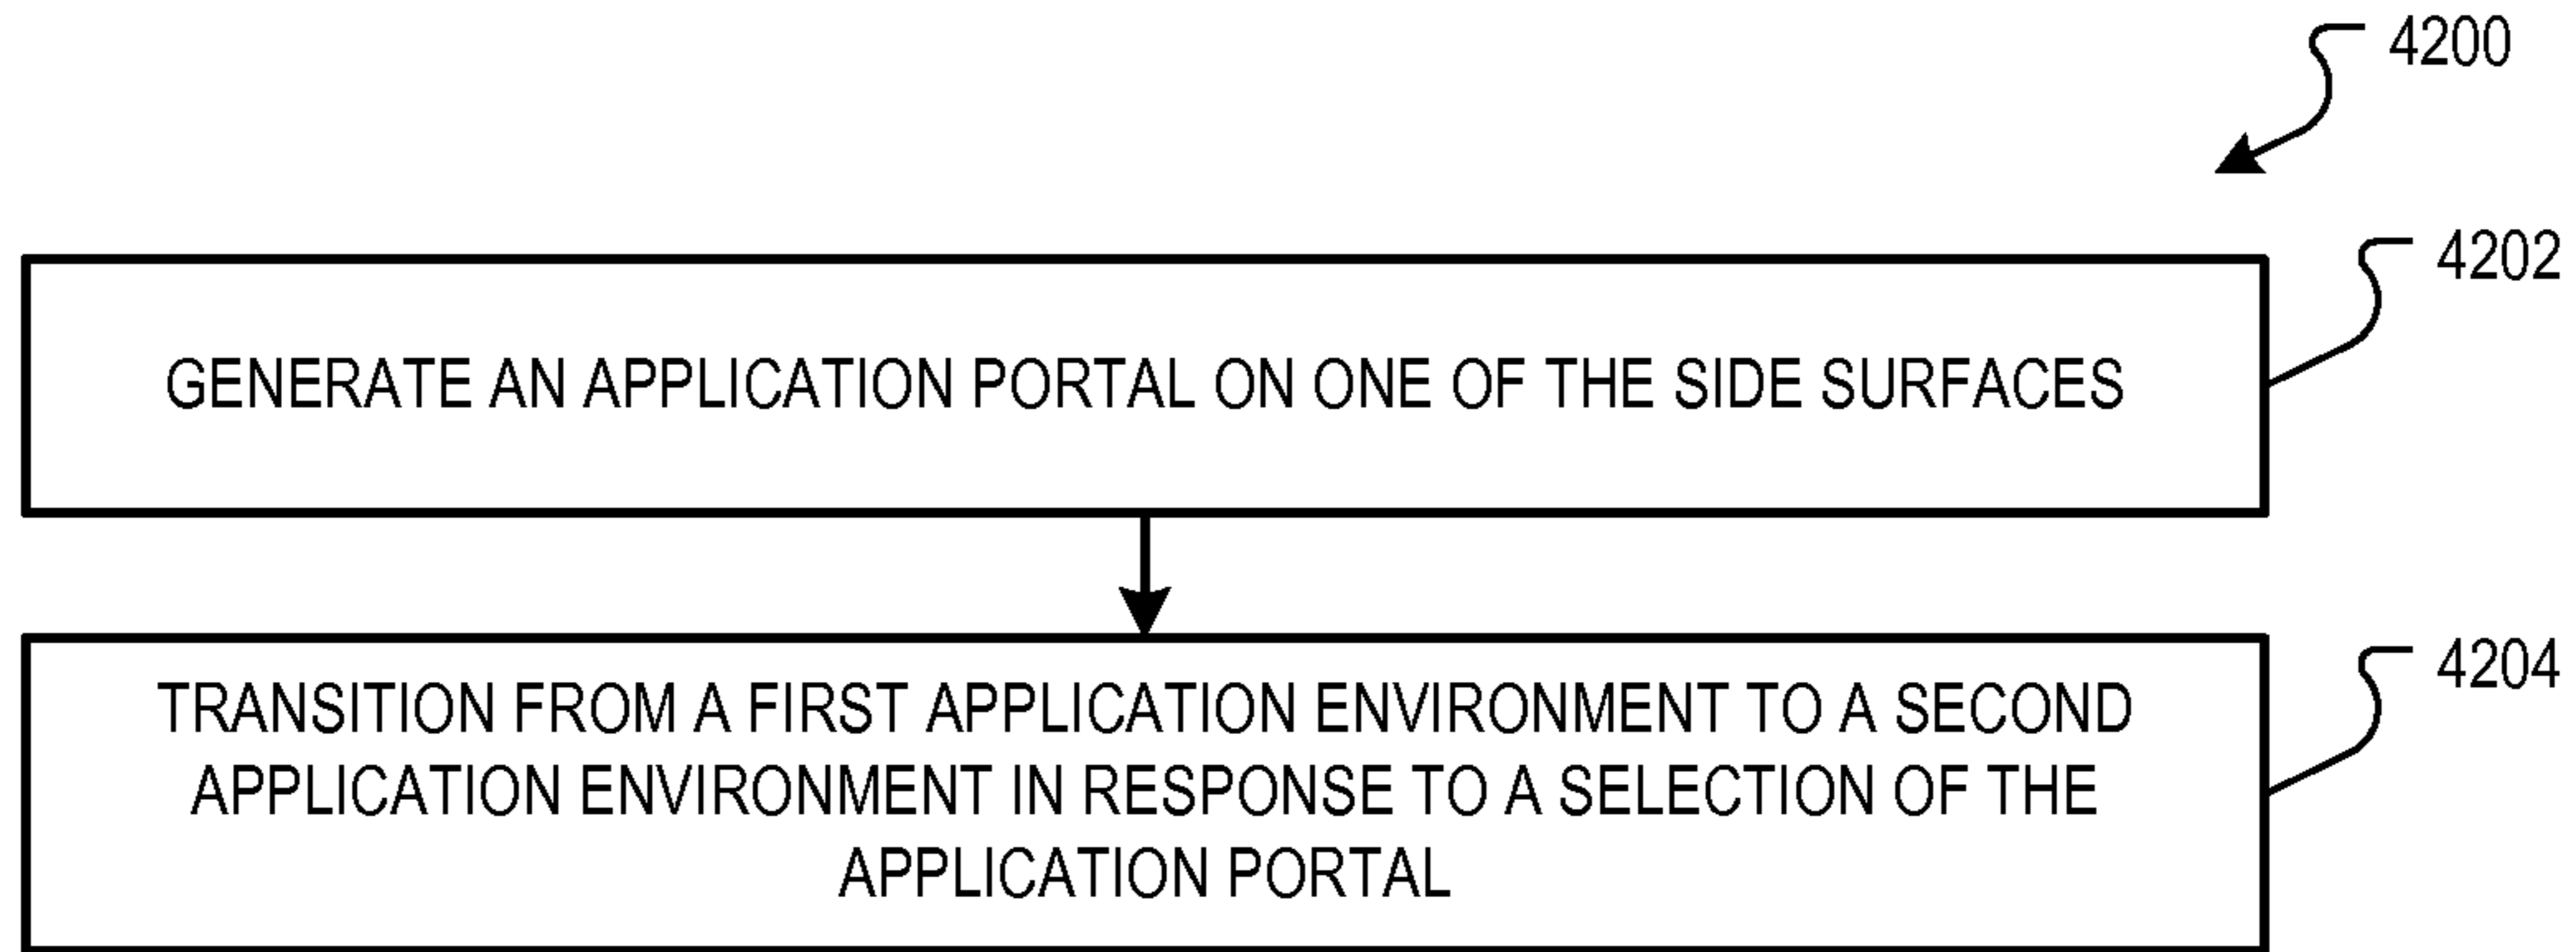 4200
4202
GENERATE AN APPLICATION PORTAL ON ONE OF THE SIDE SURFACES
4204
TRANSITION FROM A FIRST APPLICATION ENVIRONMENT TO A SECOND
APPLICATION ENVIRONMENT IN RESPONSE TO A SELECTION OF THE
APPLICATION PORTAL